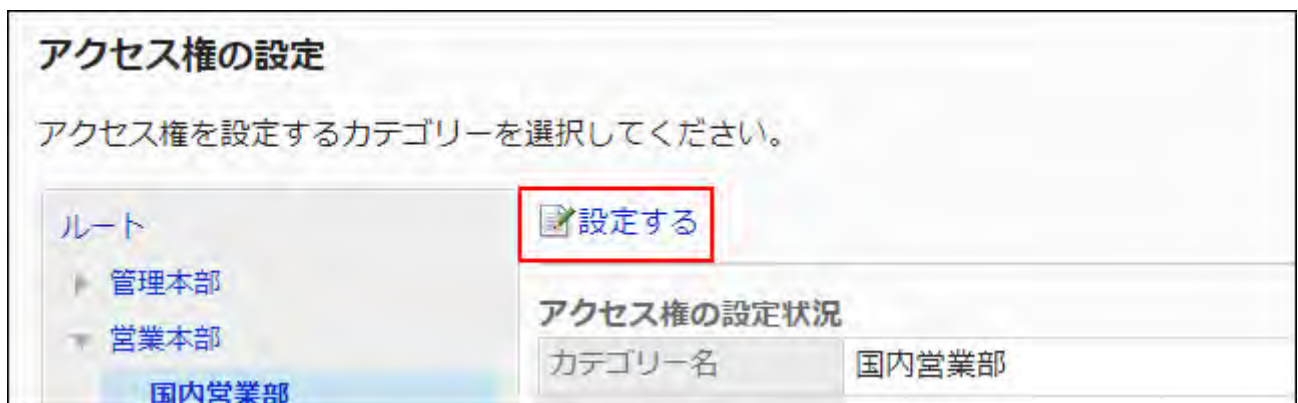 アクセス権の設定
アクセス権を設定するカテゴリーを選択してください。
ルート
管理本部
営業本部
国内営業部
設定する
アクセス権の設定状況
カテゴリー名 国内営業部